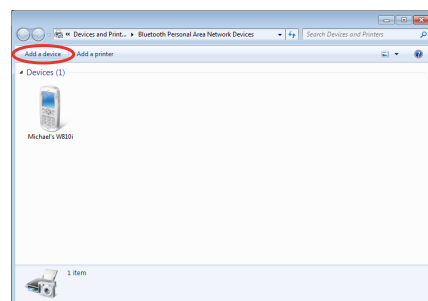 « Devices and Print... ▸ Bluetooth Personal Area Network Devices
Search Devices and Printers
Add a device
Add a printer
Devices (1)
Michael's W810i
1 item